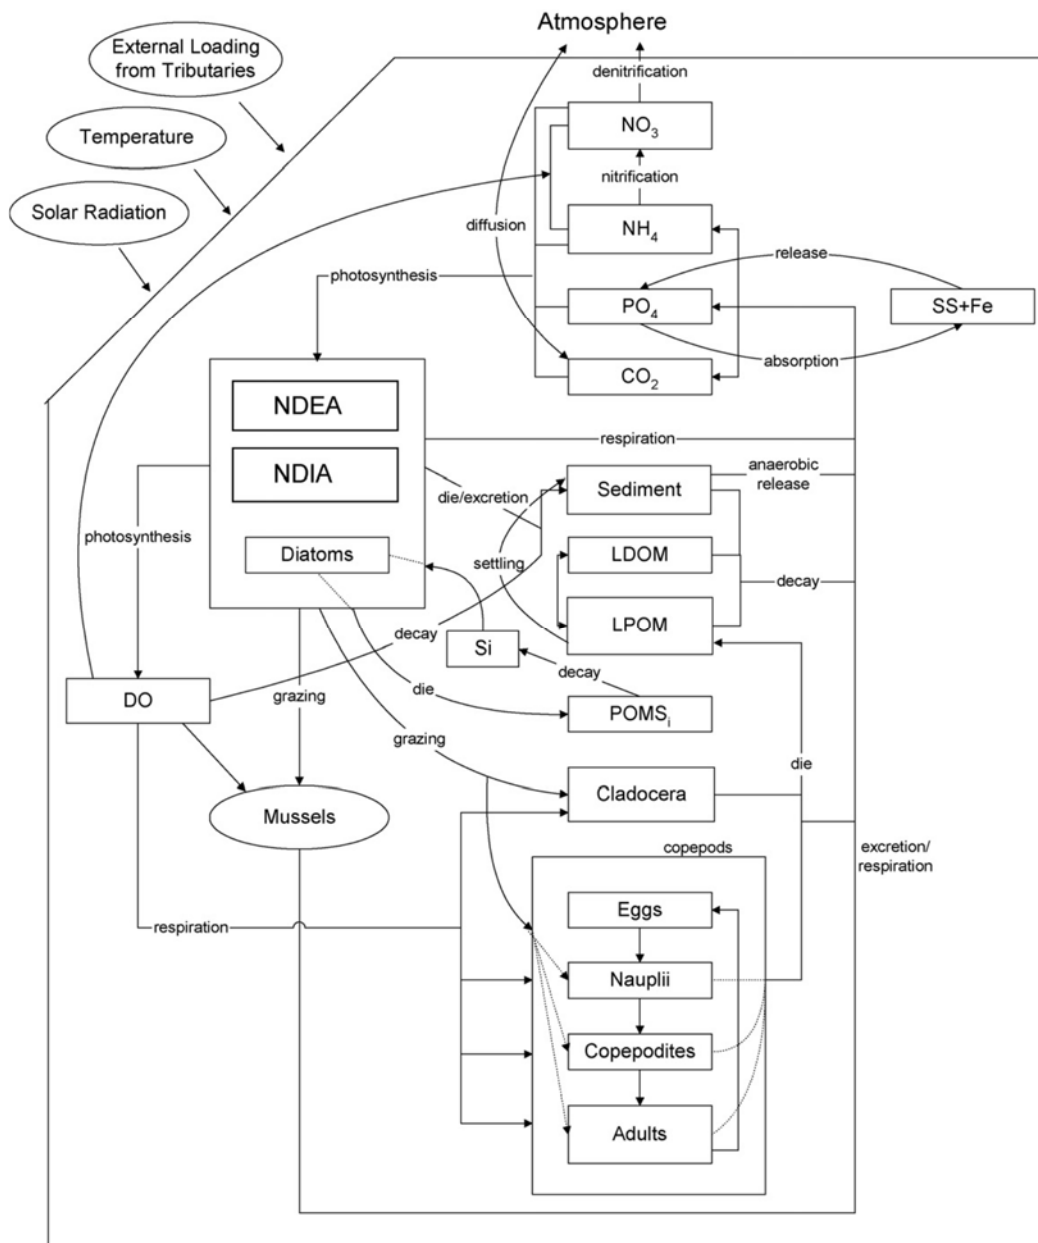 Atmosphere
External Loading
from Tributaries
denitrification
NO3
Temperature
nitrification
Solar Radiation
NH4
diffusion
release
photosynthesis
PO4
SS+Fe
absorption
CO2
NDEA
respiration
NDIA
anaerobic
release
Sediment
die/excretion
photosynthesis
Diatoms
LDOM
settling
decay
LPOM
decay
Si
decay
DO
grazing
die
POMSi
grazing
die
Cladocera
Mussels
copepods
excretion/
respiration
Eggs
respiration
Nauplii
Copepodites
Adults